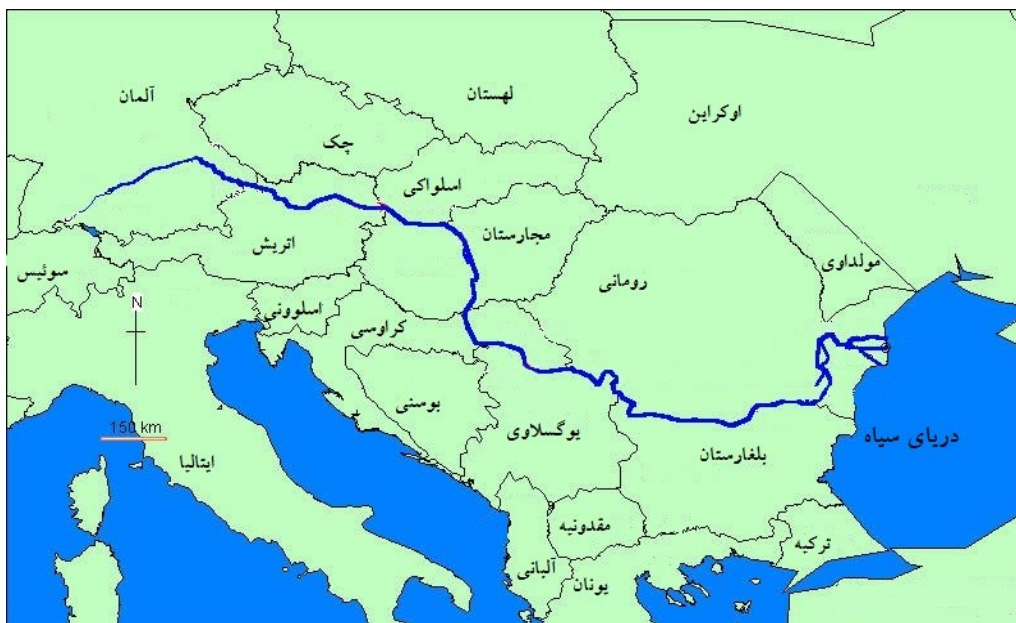 آلمان
لهستان
اوکراین
چک
اسلواکی
مجارستان
اتریش
مولداوی
سوئیس
رومانی
اسلوونی
کراوسی
N
بوسنی
150 km
یوگسلاوی
بلغارستان
دریای سیاه
ایتالیا
مقدونیه
ترکیه
آلبانی
یونان